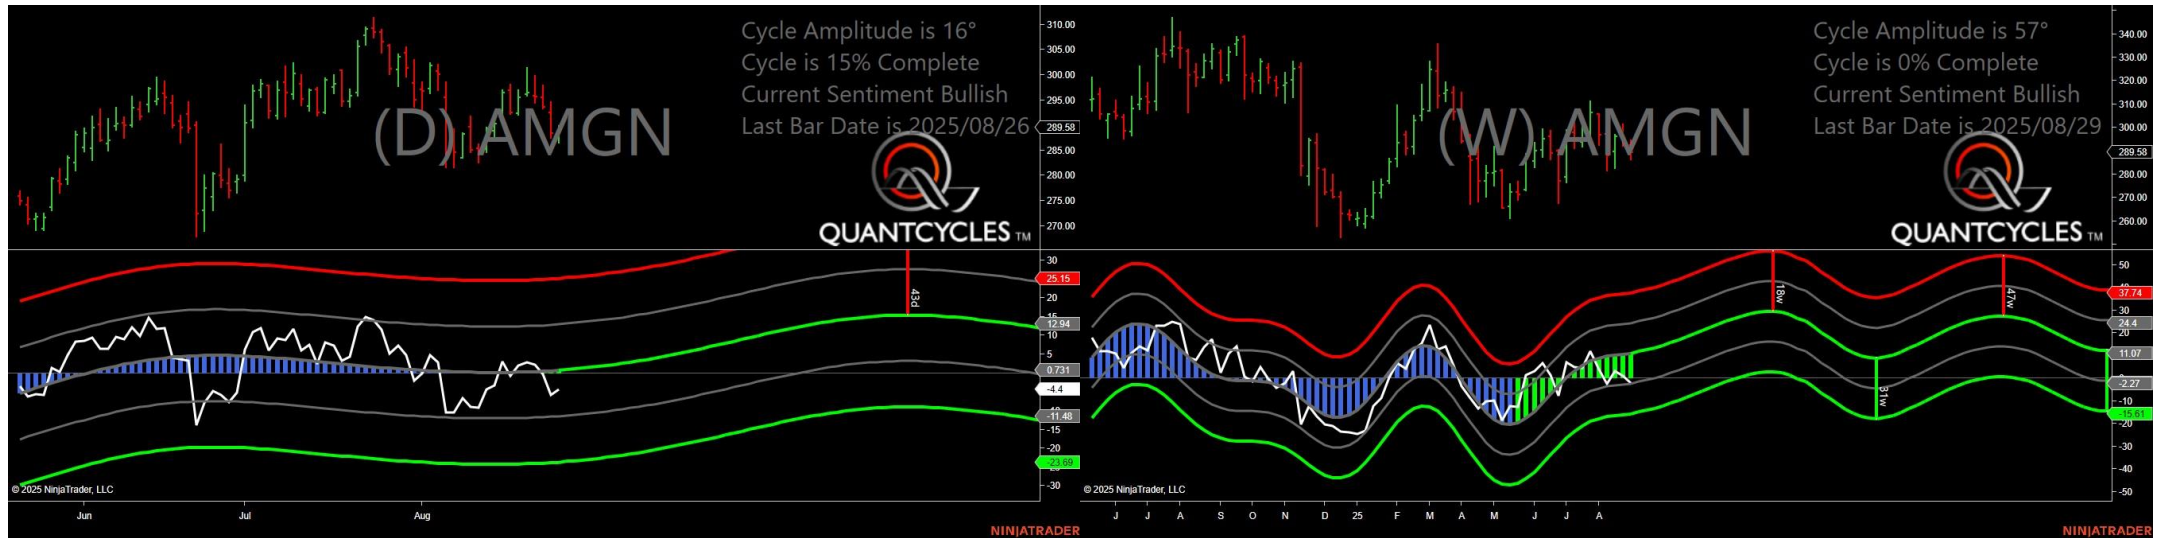 Cycle Amplitude is 16°
Cycle is 15% Complete
Current Sentiment Bullish
Last Bar Date is 2025/08/26
(D) AMGN
QUANTCYCLES TM
310.00
305.00
300.00
295.00
289.58
285.00
280.00
275.00
270.00
30
25.15
20
15
12.94
10
5
0.731
-4.4
-11.48
-15
-20
-23.69
-30
43d
© 2025 NinjaTrader, LLC
Jun Jul Aug
NINJATRADER
Cycle Amplitude is 57°
Cycle is 0% Complete
Current Sentiment Bullish
Last Bar Date is 2025/08/29
(W) AMGN
QUANTCYCLES TM
340.00
330.00
320.00
310.00
300.00
289.58
280.00
270.00
260.00
50
37.74
30
24.4
20
11.07
-2.27
-10
-15.61
-20
-30
-40
-50
18w
31w
47w
© 2025 NinjaTrader, LLC
J J A S O N D 25 F M A M J J A
NINJATRADER